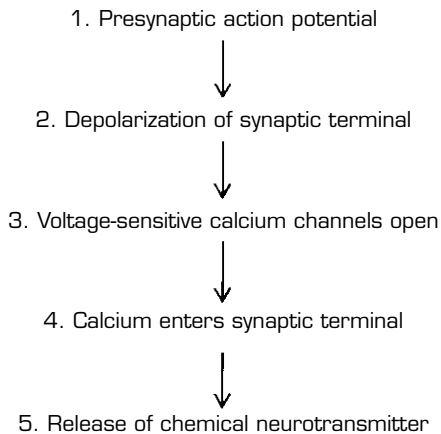 1. Presynaptic action potential
2. Depolarization of synaptic terminal
3. Voltage-sensitive calcium channels open
4. Calcium enters synaptic terminal
5. Release of chemical neurotransmitter